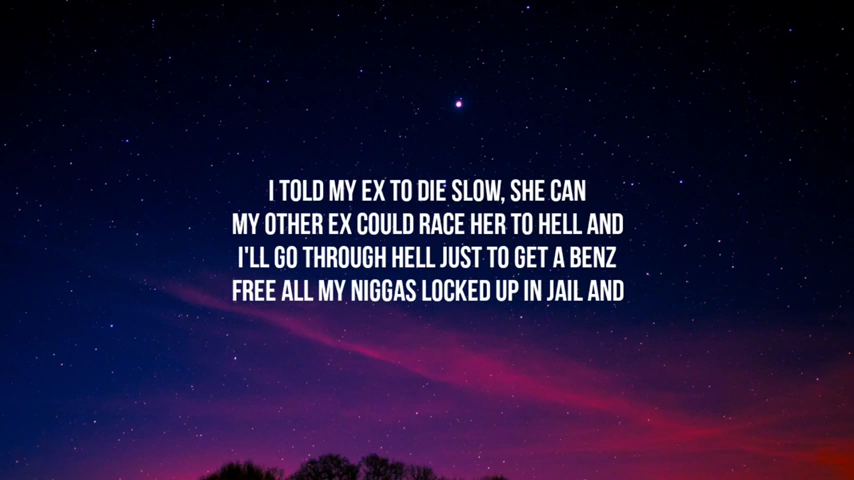 I TOLD MY EX TO DIE SLOW, SHE CAN
MY OTHER EX COULD RACE HER TO HELL AND
I'LL GO THROUGH HELL JUST TO GET A BENZ
FREE ALL MY NIGGAS LOCKED UP IN JAIL AND